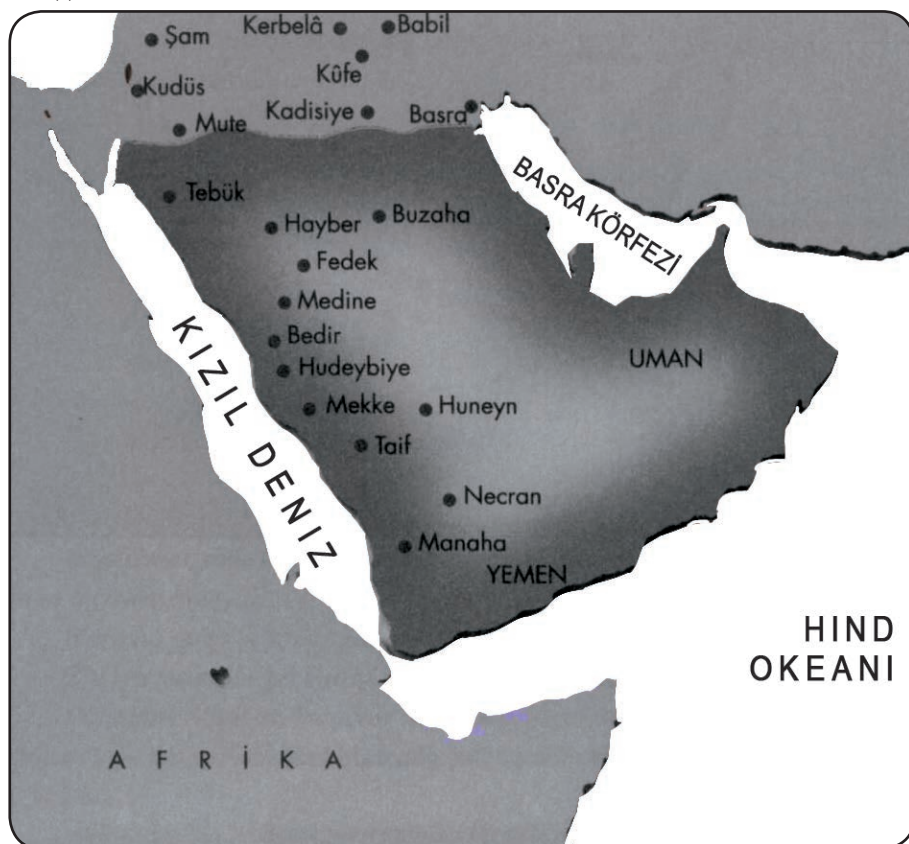 Şam
Kerbelâ
Babil
Kûfe
Kudüs
Kadisiye
Basra
Mute
BASRA KÖRFEZİ
Tebük
Hayber
Buzaha
Fedek
Medine
Bedir
Hudeybiye
UMAN
KIZIL DENIZ
Mekke
Huneyn
Taif
Necran
Manaha
YEMEN
HIND
OKEANI
AFRİKA